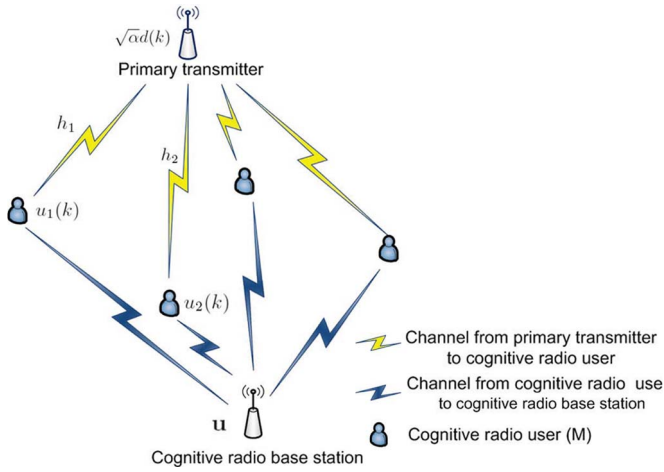 √αd(k)
Primary transmitter
h₁
h₂
u₁(k)
u₂(k)
Channel from primary transmitter
to cognitive radio user
Channel from cognitive radio use
to cognitive radio base station
u
Cognitive radio user (M)
Cognitive radio base station